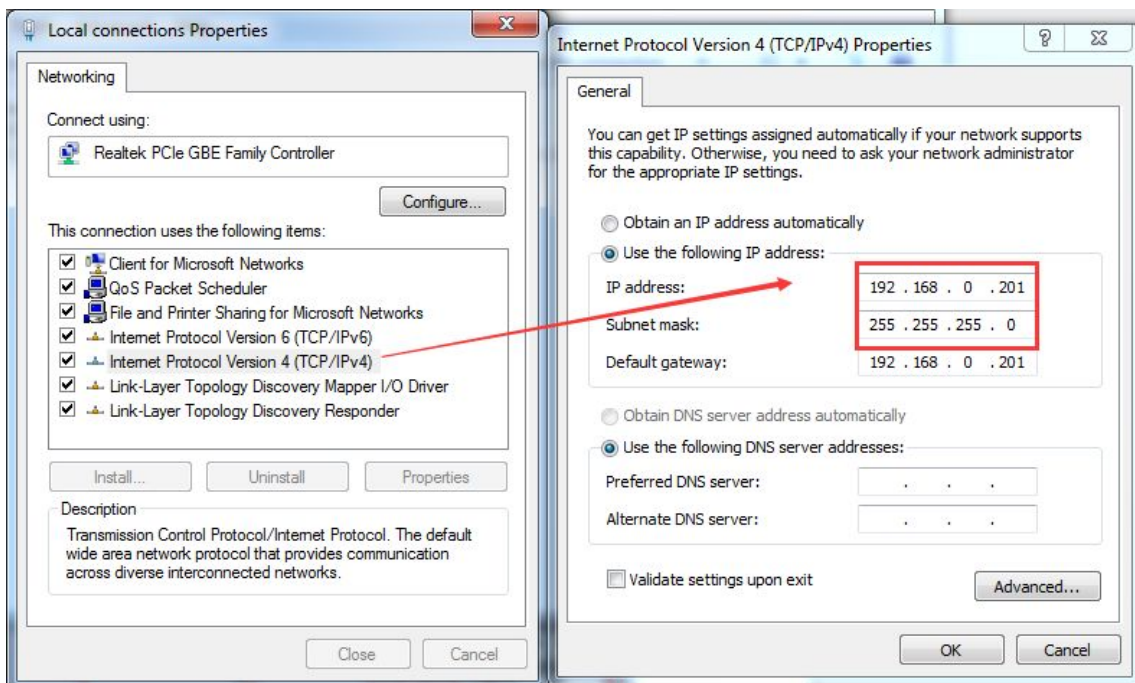 Local connections Properties
Networking
Connect using:
Realtek PCIe GBE Family Controller
Configure...
This connection uses the following items:
Client for Microsoft Networks
QoS Packet Scheduler
File and Printer Sharing for Microsoft Networks
Internet Protocol Version 6 (TCP/IPv6)
Internet Protocol Version 4 (TCP/IPv4)
Link-Layer Topology Discovery Mapper I/O Driver
Link-Layer Topology Discovery Responder
Install...
Uninstall
Properties
Description
Transmission Control Protocol/Internet Protocol. The default
wide area network protocol that provides communication
across diverse interconnected networks.
Close
Cancel
Internet Protocol Version 4 (TCP/IPv4) Properties
General
You can get IP settings assigned automatically if your network supports
this capability. Otherwise, you need to ask your network administrator
for the appropriate IP settings.
Obtain an IP address automatically
Use the following IP address:
IP address: 192 . 168 . 0 . 201
Subnet mask: 255 . 255 . 255 . 0
Default gateway: 192 . 168 . 0 . 201
Obtain DNS server address automatically
Use the following DNS server addresses:
Preferred DNS server: . . .
Alternate DNS server: . . .
Validate settings upon exit
Advanced...
OK
Cancel